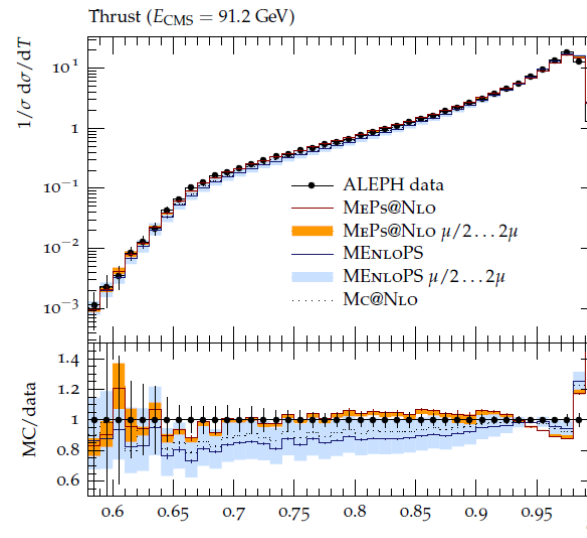 Thrust (E_CMS = 91.2 GeV)
1/σ dσ/dT
10^1
1
10^−1
10^−2
10^−3
ALEPH data
MEPS@NLO
MEPS@NLO μ/2 . . . 2μ
MENLOPS
MENLOPS μ/2 . . . 2μ
MC@NLO
MC/data
1.4
1.2
1.0
0.8
0.6
0.6 0.65 0.7 0.75 0.8 0.85 0.9 0.95